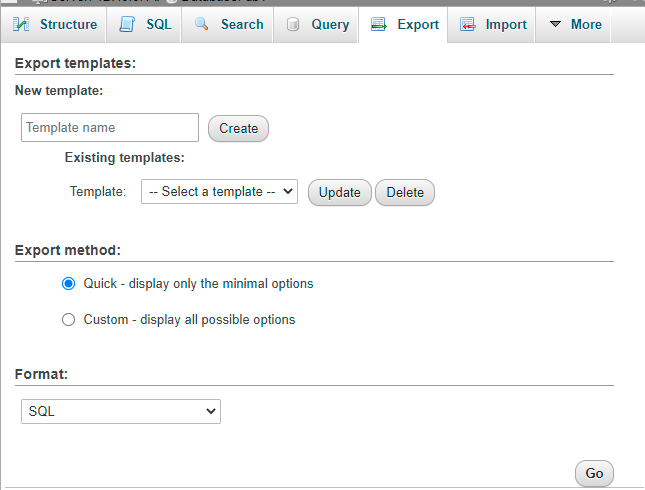 Structure SQL Search Query Export Import More
Export templates:
New template:
Template name Create
Existing templates:
Template: -- Select a template -- Update Delete
Export method:
Quick - display only the minimal options
Custom - display all possible options
Format:
SQL
Go